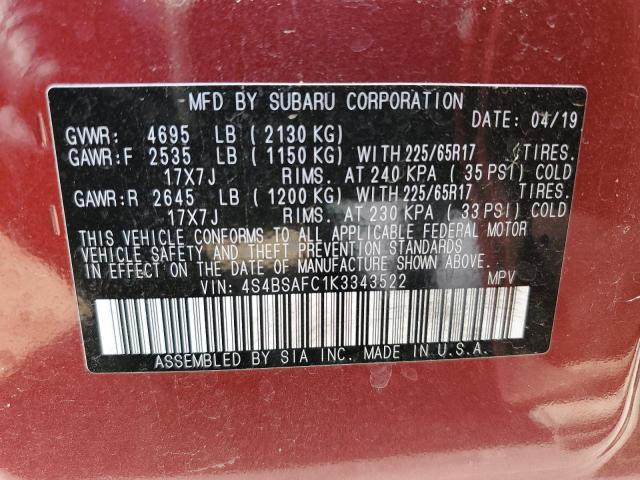 MFD BY SUBARU CORPORATION DATE: 04/19
GVWR: 4695 LB (2130 KG)
GAWR:F 2535 LB (1150 KG) WITH 225/65R17 TIRES.
17X7J RIMS. AT 240 KPA (35 PSI) COLD
GAWR:R 2645 LB (1200 KG) WITH 225/65R17 TIRES.
17X7J RIMS. AT 230 KPA (33 PSI) COLD
THIS VEHICLE CONFORMS TO ALL APPLICABLE FEDERAL MOTOR
VEHICLE SAFETY AND THEFT PREVENTION STANDARDS
IN EFFECT ON THE DATE OF MANUFACTURE SHOWN ABOVE.
VIN: 4S4BSAFC1K3343522 MPV
ASSEMBLED BY SIA INC. MADE IN U.S.A.